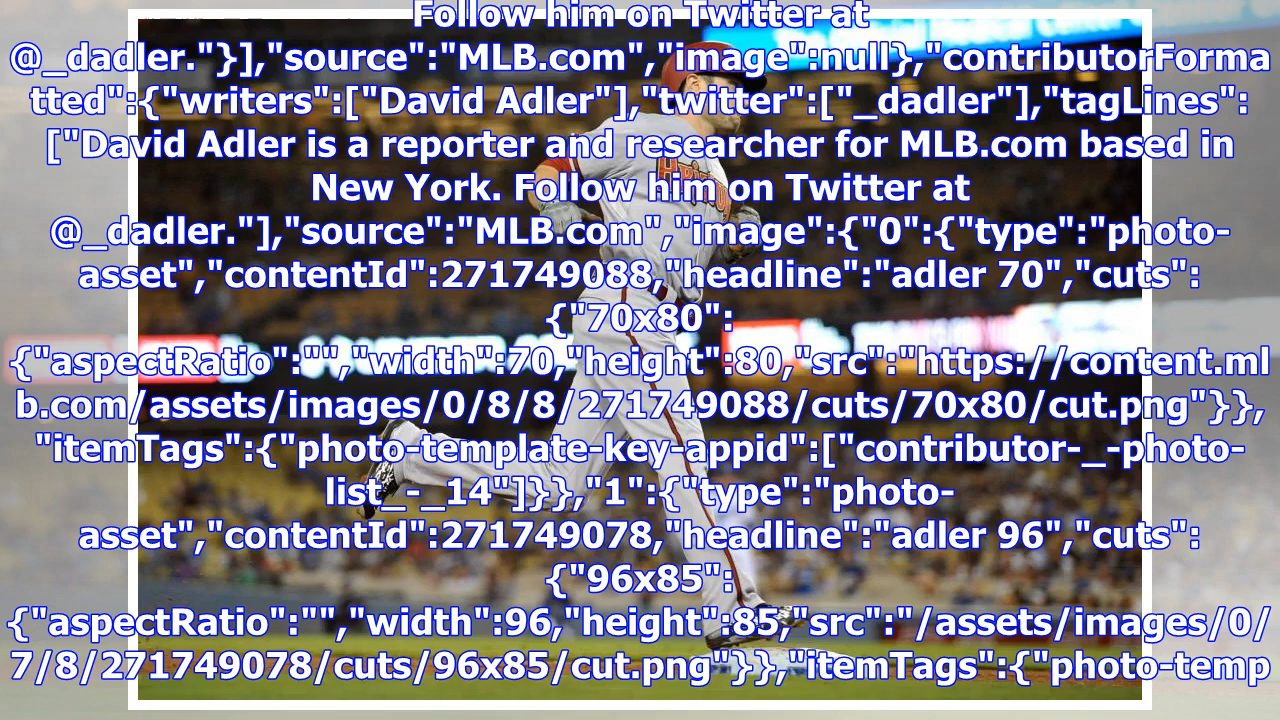 Follow him on Twitter at
@_dadler."}],"source":"MLB.com","image":null},"contributorForma
tted":{"writers":["David Adler"],"twitter":["_dadler"],"tagLines":
["David Adler is a reporter and researcher for MLB.com based in
New York. Follow him on Twitter at
@_dadler."],"source":"MLB.com","image":{"0":{"type":"photo-
asset","contentId":271749088,"headline":"adler 70","cuts":
{"70x80":
{"aspectRatio":"","width":70,"height":80,"src":"https://content.ml
b.com/assets/images/0/8/8/271749088/cuts/70x80/cut.png"}},
"itemTags":{"photo-template-key-appid":["contributor-_-photo-
list_-_14"]}},"1":{"type":"photo-
asset","contentId":271749078,"headline":"adler 96","cuts":
{"96x85":
{"aspectRatio":"","width":96,"height":85,"src":"/assets/images/0/
7/8/271749078/cuts/96x85/cut.png"}},"itemTags":{"photo-temp